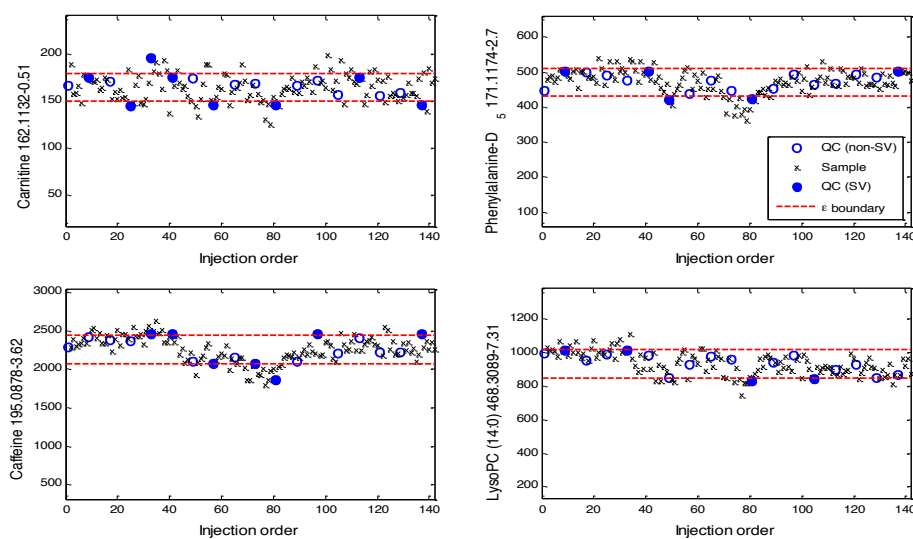 Carnitine 162.1132-0.51
200
150
100
50
0 20 40 60 80 100 120 140
Injection order
Phenylalanine-D5 171.1174-2.7
600
500
400
300
200
100
0 20 40 60 80 100 120 140
Injection order
QC (non-SV)
Sample
QC (SV)
ε boundary
Caffeine 195.0878-3.62
3000
2500
2000
1500
1000
500
0 20 40 60 80 100 120 140
Injection order
LysoPC (14:0) 468.3089-7.31
1200
1000
800
600
400
200
0 20 40 60 80 100 120 140
Injection order